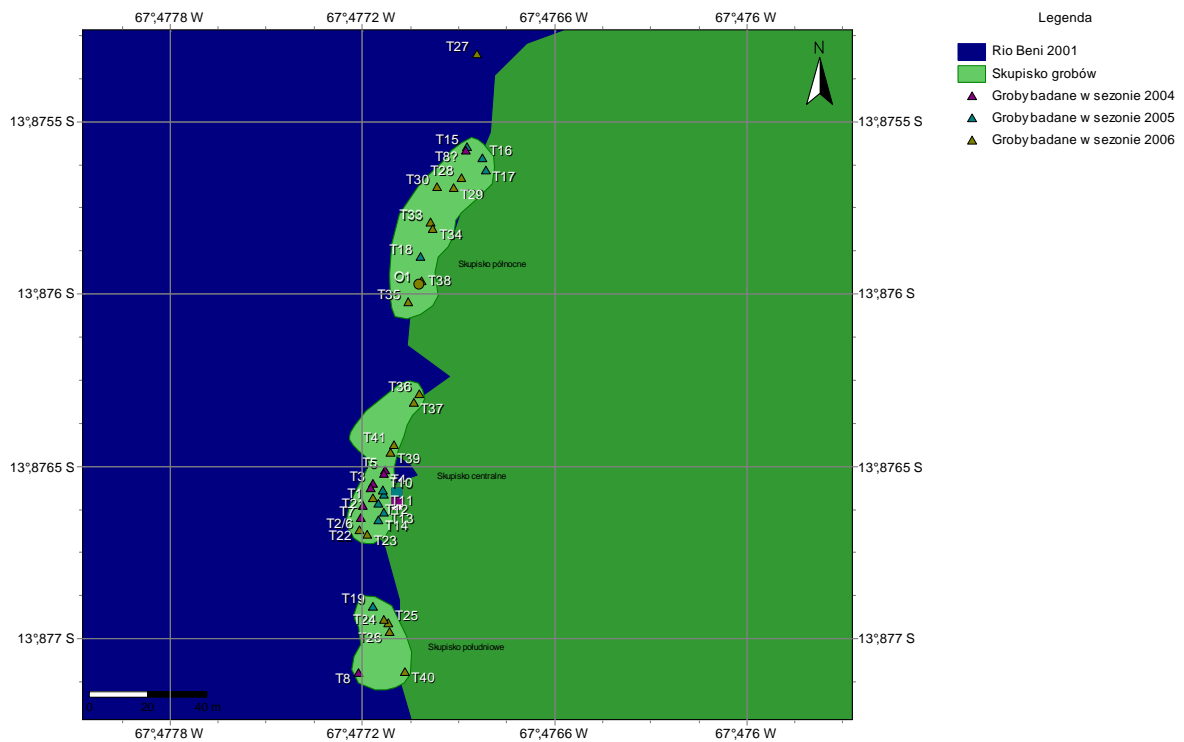 67°,4778 W 67°,4772 W 67°,4766 W 67°,476 W
Legenda
Rio Beni 2001
Skupisko grobów
Groby badane w sezonie 2004
Groby badane w sezonie 2005
Groby badane w sezonie 2006
N
T27
13°,8755 S 13°,8755 S
T15
T16
T8?
T28
T17
T30
T29
T33
T34
T18
Skupisko północne
O1
T38
13°,876 S 13°,876 S
T35
T36
T37
T41
T39
T5
13°,8765 S 13°,8765 S
Skupisko centralne
T3
T10
T1
T11
T7
T13
T2/6
T14
T22
T23
T19
T25
T24
T26
13°,877 S 13°,877 S
Skupisko południowe
T8
T40
0 20 40 m
67°,4778 W 67°,4772 W 67°,4766 W 67°,476 W